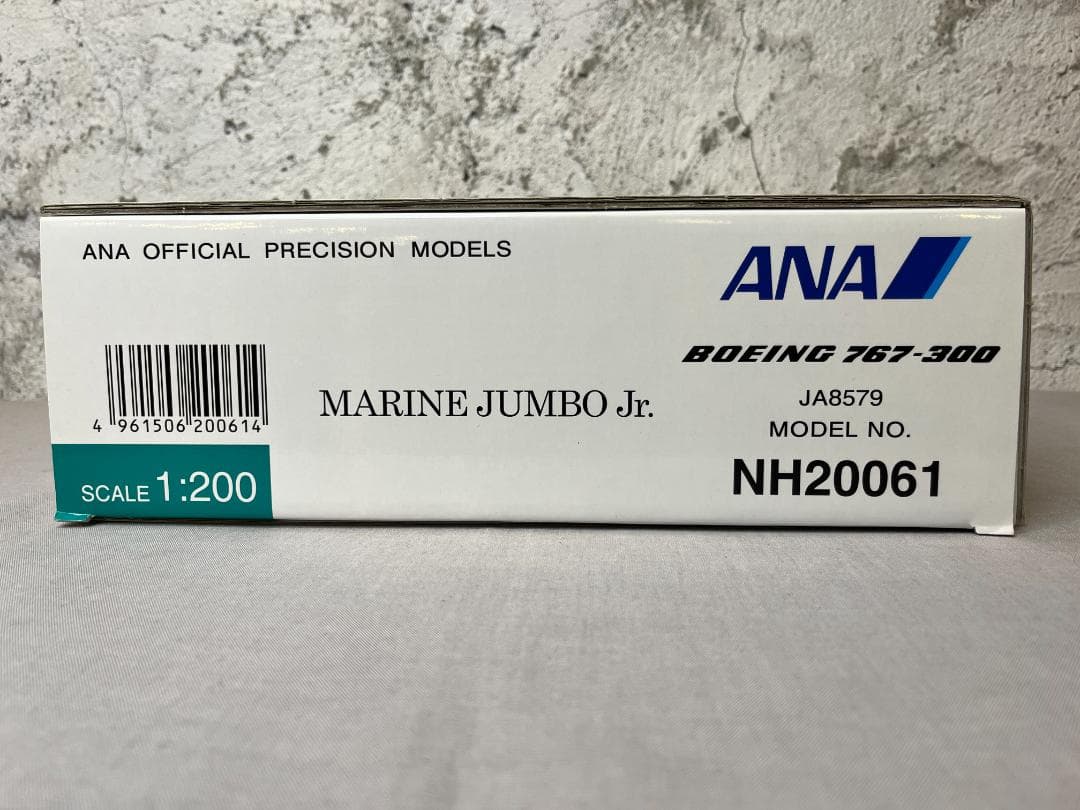 ANA OFFICIAL PRECISION MODELS
ANA
BOEING 767-300
JA8579
MODEL NO.
NH20061
MARINE JUMBO Jr.
4 961506 200614
SCALE 1:200